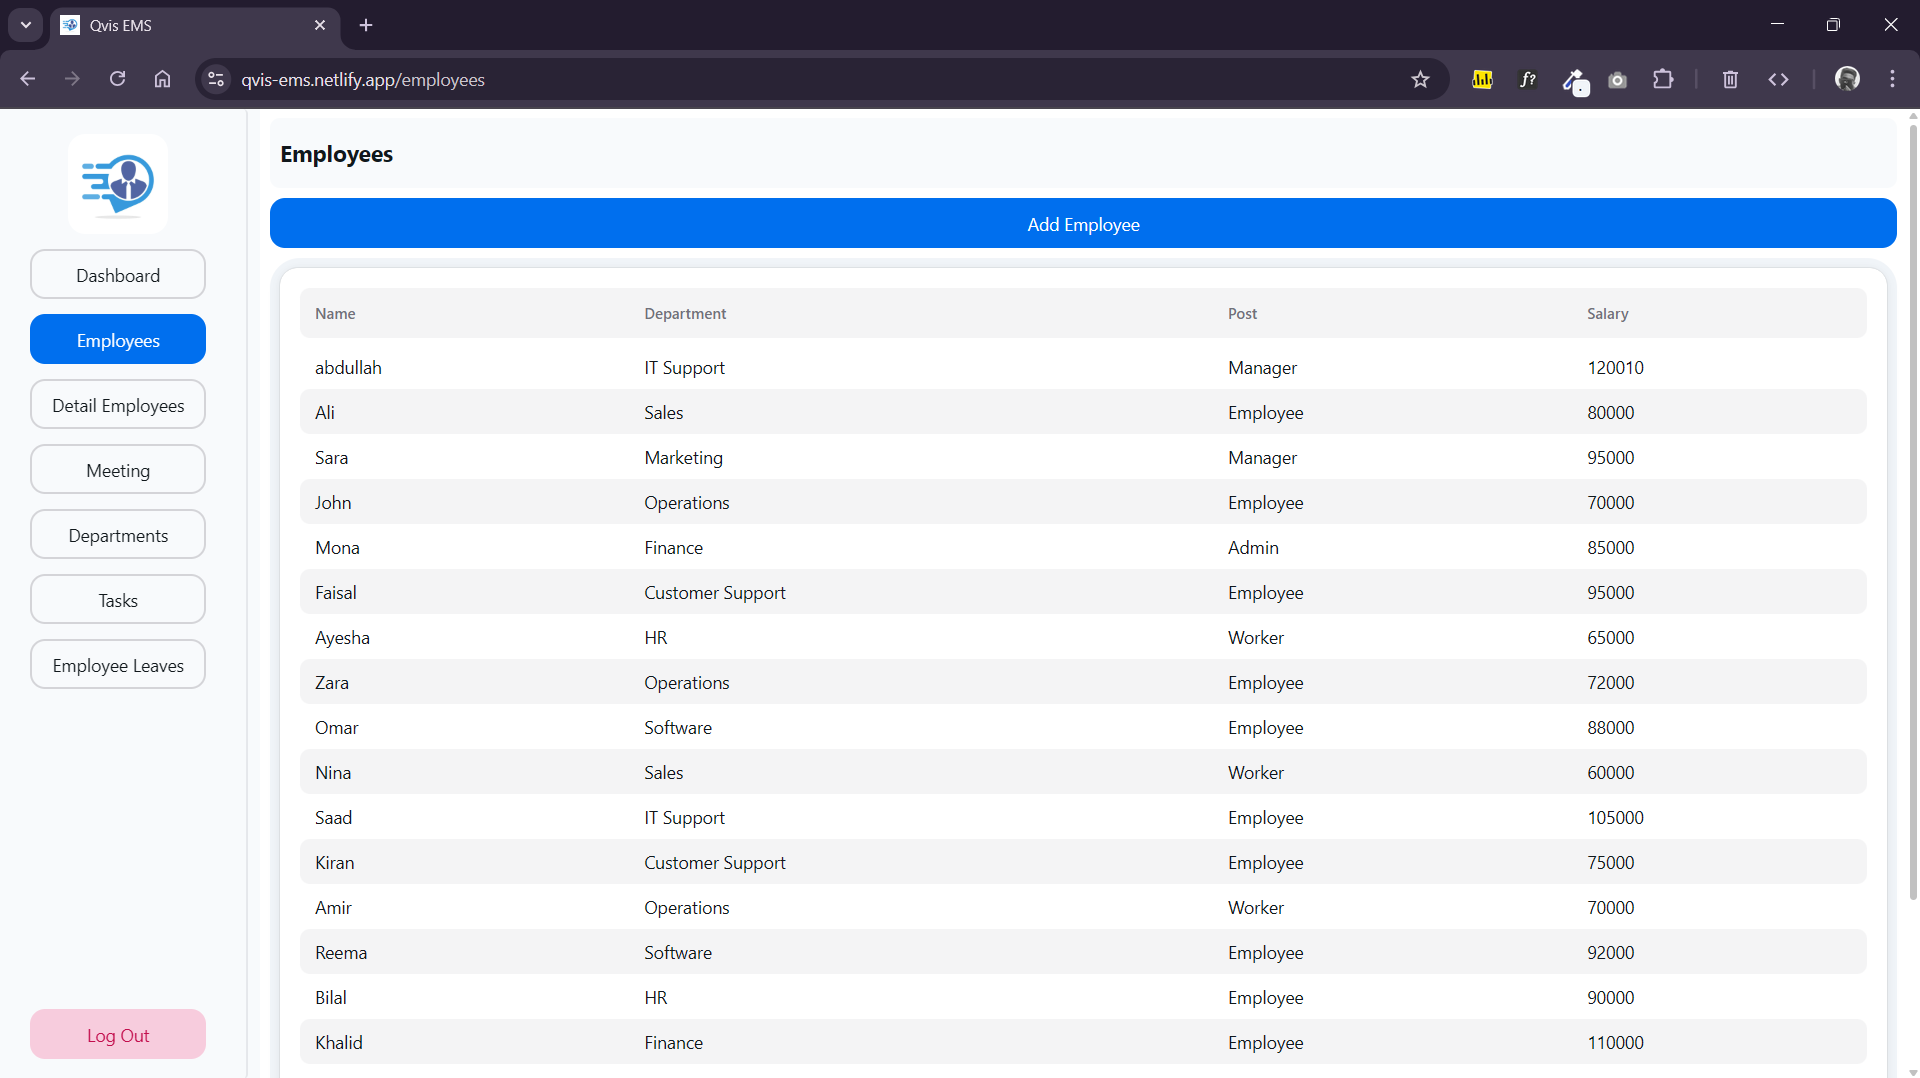 Qvis EMS
qvis-ems.netlify.app/employees
f?
Dashboard
Employees
Detail Employees
Meeting
Departments
Tasks
Employee Leaves
Log Out
Employees
Add Employee
Name Department Post Salary
abdullah IT Support Manager 120010
Ali Sales Employee 80000
Sara Marketing Manager 95000
John Operations Employee 70000
Mona Finance Admin 85000
Faisal Customer Support Employee 95000
Ayesha HR Worker 65000
Zara Operations Employee 72000
Omar Software Employee 88000
Nina Sales Worker 60000
Saad IT Support Employee 105000
Kiran Customer Support Employee 75000
Amir Operations Worker 70000
Reema Software Employee 92000
Bilal HR Employee 90000
Khalid Finance Employee 110000